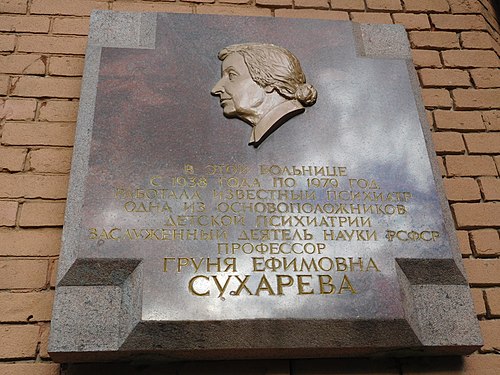 В ЭТОЙ БОЛЬНИЦЕ
С 1938 ГОДА ПО 1979 ГОД
РАБОТАЛ ИЗВЕСТНЫЙ ПСИХИАТР
ОДНА ИЗ ОСНОВОПОЛОЖНИКОВ
ДЕТСКОЙ ПСИХИАТРИИ
ЗАСЛУЖЕННЫЙ ДЕЯТЕЛЬ НАУКИ РСФСР
ПРОФЕССОР
ГРУНЯ ЕФИМОВНА
СУХАРЕВА